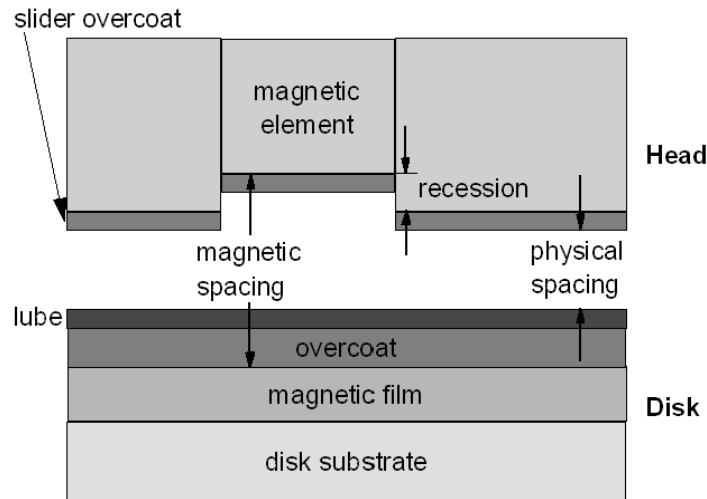 slider overcoat
magnetic
element
Head
recession
magnetic
spacing
physical
spacing
lube
overcoat
magnetic film
Disk
disk substrate